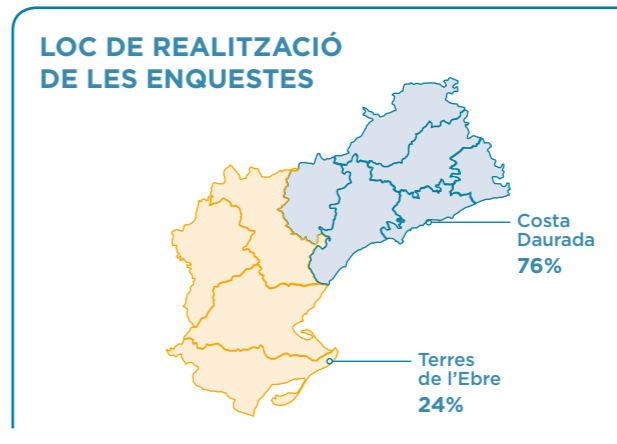 LOC DE REALITZACIÓ
DE LES ENQUESTES
Costa
Daurada
76%
Terres
de l'Ebre
24%